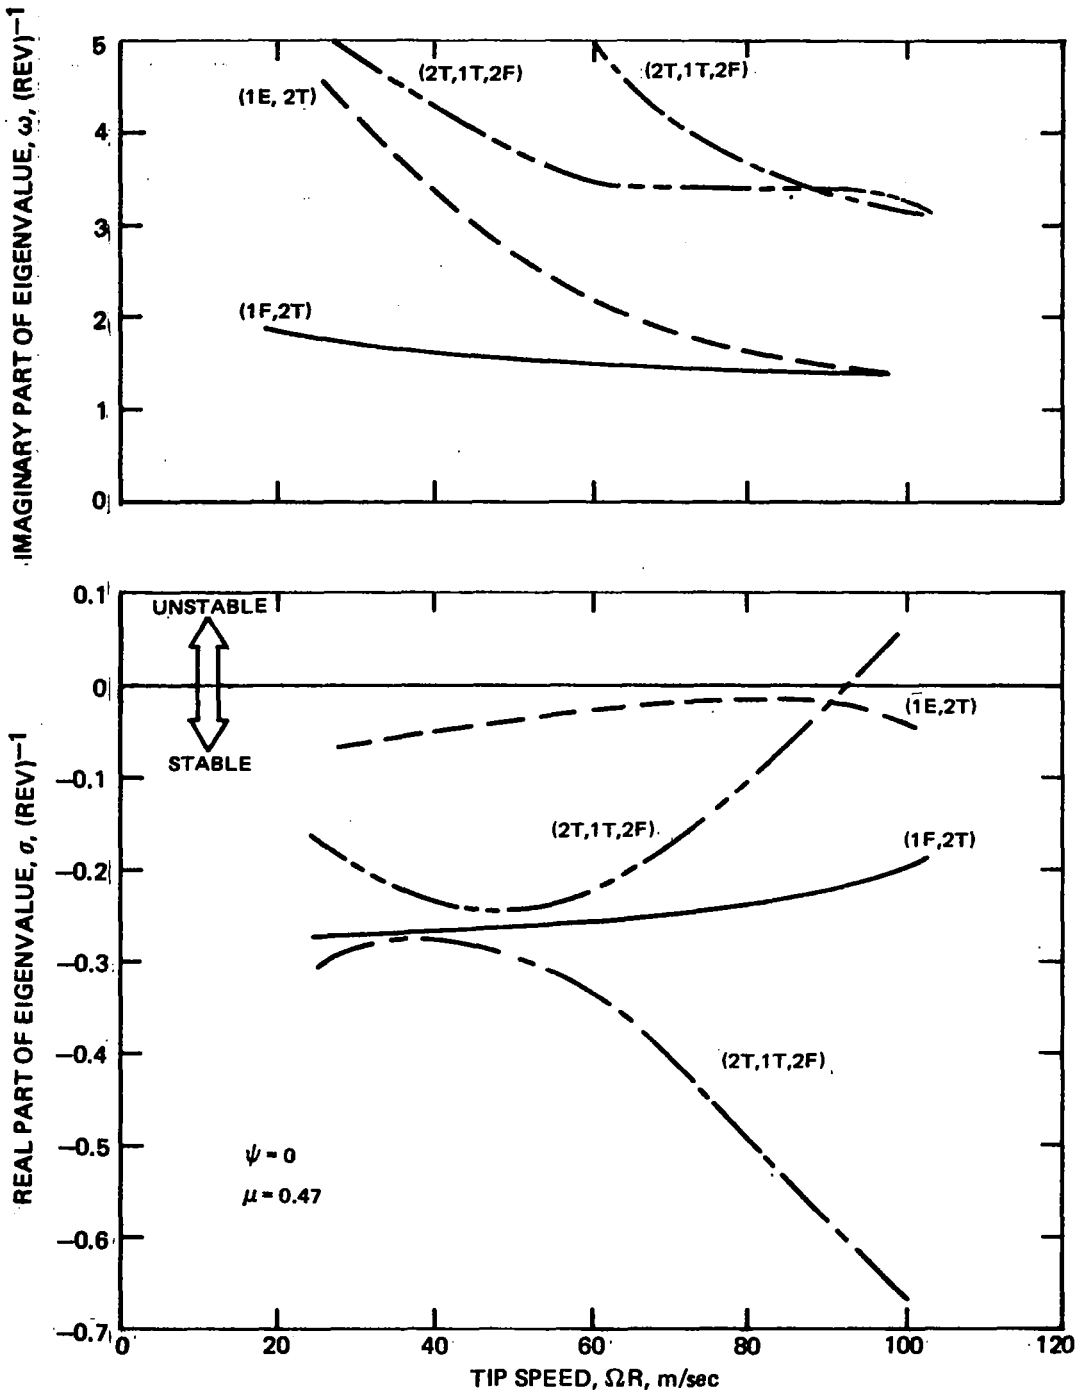 IMAGINARY PART OF EIGENVALUE, ω, (REV)−1
5
4
3
2
1
0
(2T,1T,2F)
(2T,1T,2F)
(1E, 2T)
(1F,2T)
REAL PART OF EIGENVALUE, σ, (REV)−1
0.1
0
−0.1
−0.2
−0.3
−0.4
−0.5
−0.6
−0.7
UNSTABLE
STABLE
(1E,2T)
(2T,1T,2F)
(1F,2T)
(2T,1T,2F)
ψ = 0
μ = 0.47
0 20 40 60 80 100 120
TIP SPEED, ΩR, m/sec